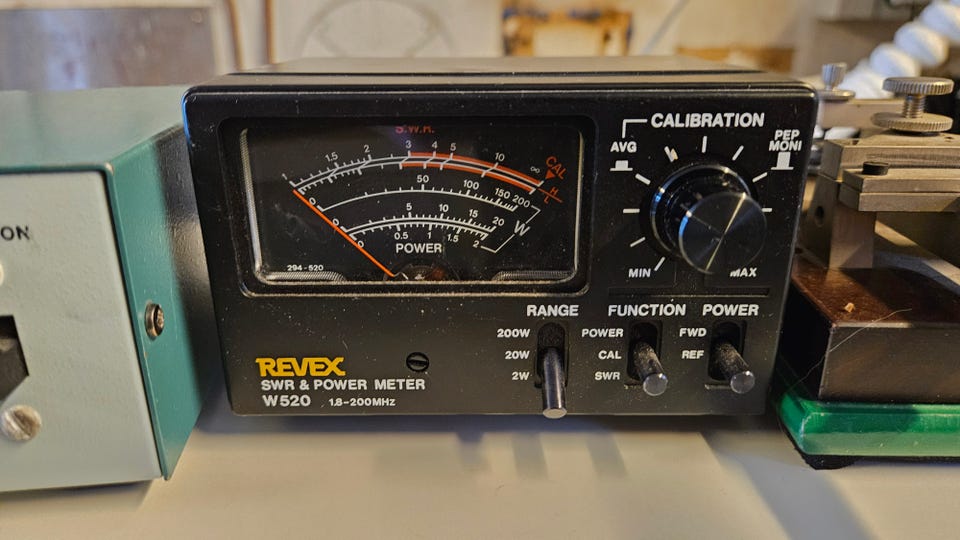 ON
S.W.R.
1 1.5 2 3 4 5 10 ∞ CAL
H
L
0 50 100 150 200
0 5 10 15 20 W
0 0.5 1 1.5 2
POWER
294-520
CALIBRATION
AVG
PEP
MONI
MIN MAX
RANGE FUNCTION POWER
200W POWER FWD
20W CAL REF
2W SWR
REVEX
SWR & POWER METER
W520 1.8-200MHz